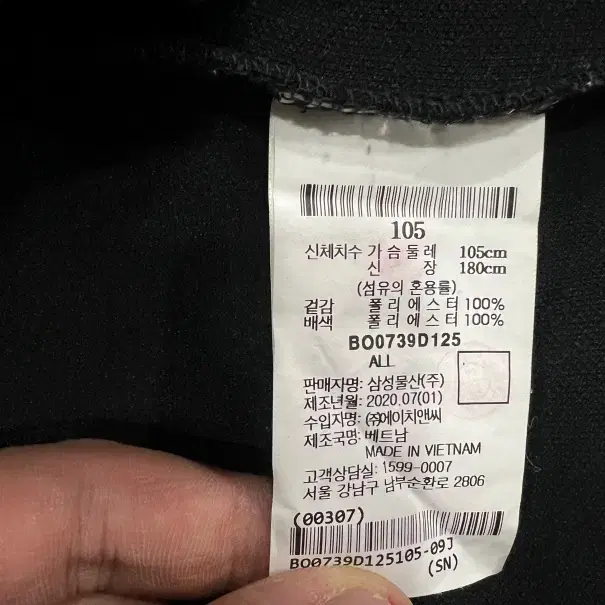 105
신체치수 가 슴 둘 레 105cm
신 장 180cm
(섬유의 혼용률)
겉감 폴 리 에 스 터 100%
배색 폴 리 에 스 터 100%
BO0739D125
ALL
판매자명: 삼성물산(주)
제조년월: 2020.07(01)
수입자명: (주)에이치앤씨
제조국명: 베트남
MADE IN VIETNAM
고객상담실: 1599-0007
서울 강남구 남부순환로 2806
(00307)
BO0739D125105-09J
(SN)